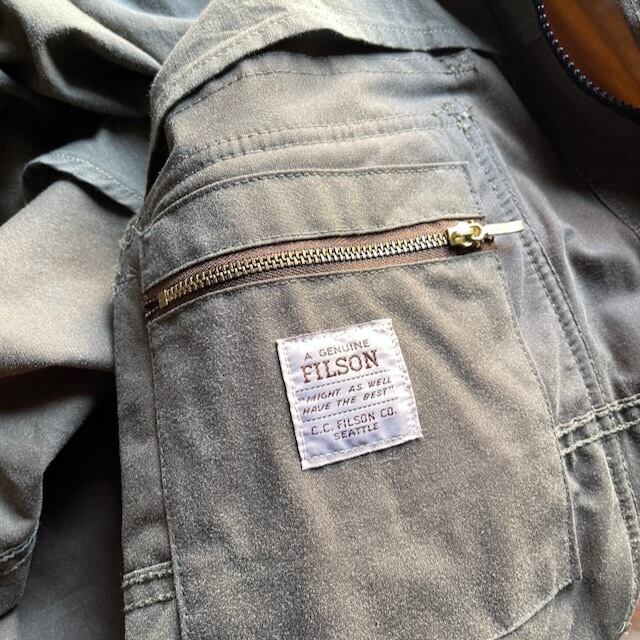 A GENUINE
FILSON
"MIGHT AS WELL
HAVE THE BEST"
C.C. FILSON CO.
SEATTLE